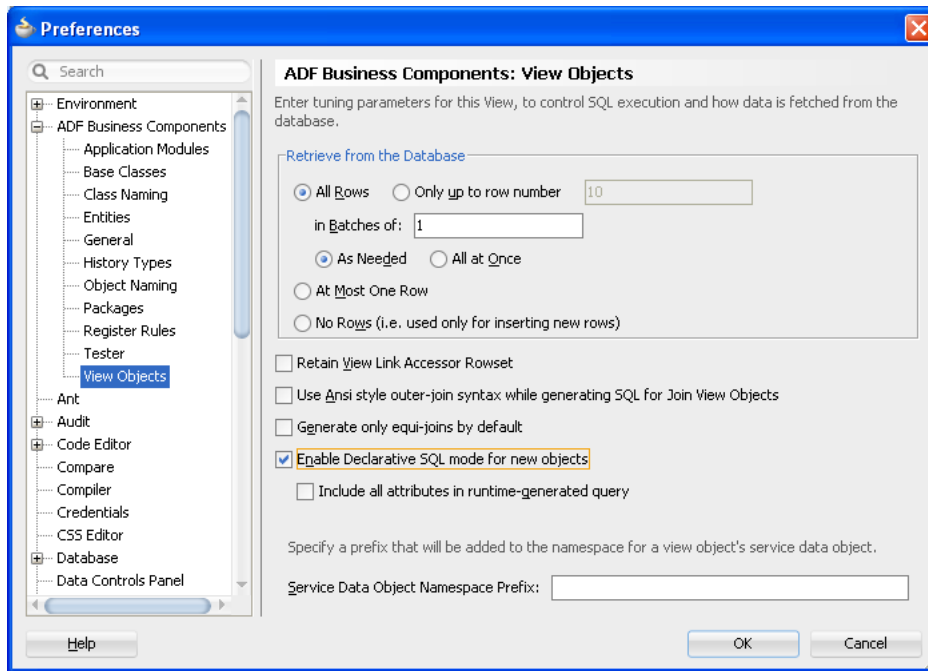 Preferences
Search
Environment
ADF Business Components
Application Modules
Base Classes
Class Naming
Entities
General
History Types
Object Naming
Packages
Register Rules
Tester
View Objects
Ant
Audit
Code Editor
Compare
Compiler
Credentials
CSS Editor
Database
Data Controls Panel
ADF Business Components: View Objects
Enter tuning parameters for this View, to control SQL execution and how data is fetched from the
database.
Retrieve from the Database
All Rows Only up to row number 10
in Batches of: 1
As Needed All at Once
At Most One Row
No Rows (i.e. used only for inserting new rows)
Retain View Link Accessor Rowset
Use Ansi style outer-join syntax while generating SQL for Join View Objects
Generate only equi-joins by default
Enable Declarative SQL mode for new objects
Include all attributes in runtime-generated query
Specify a prefix that will be added to the namespace for a view object's service data object.
Service Data Object Namespace Prefix:
Help OK Cancel